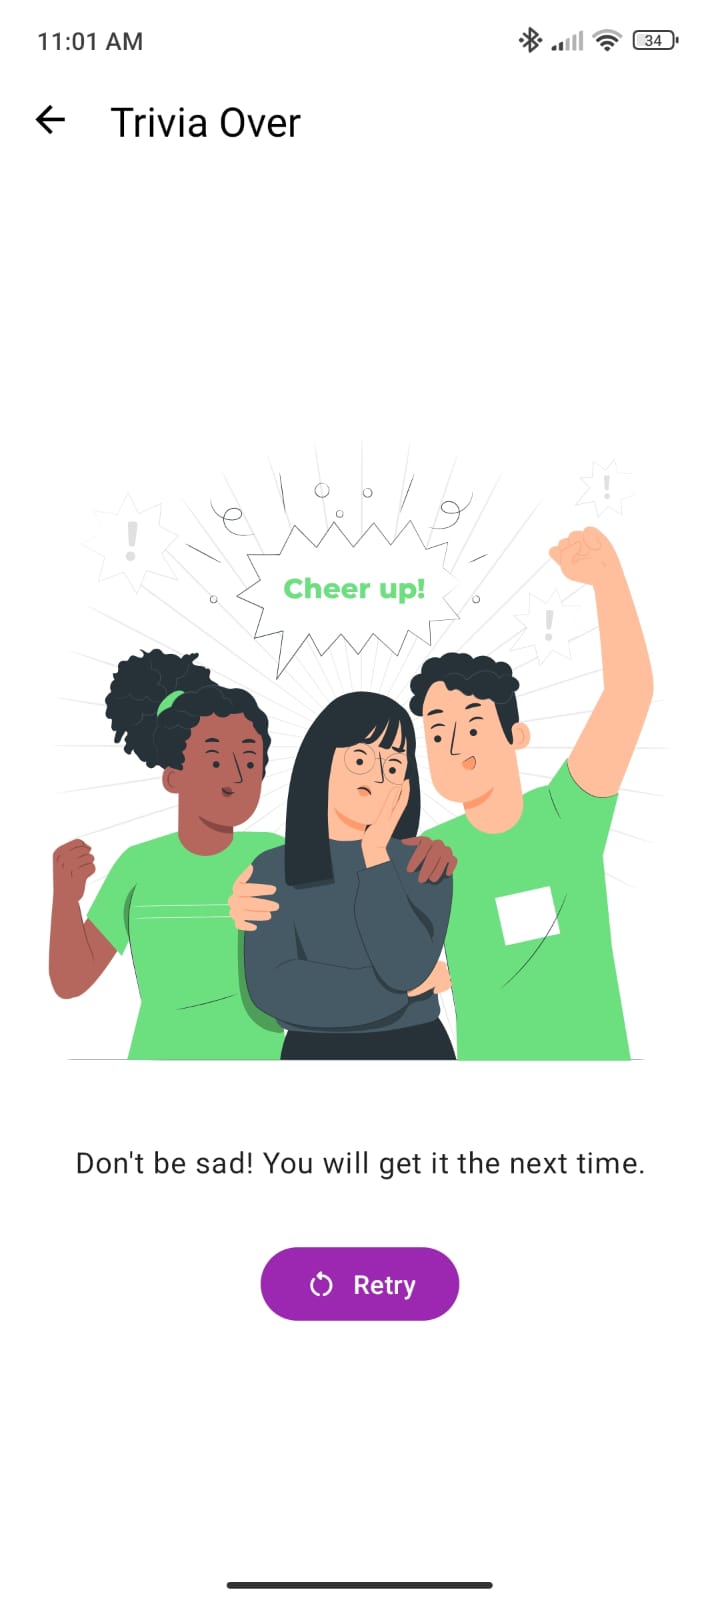 11:01 AM 34
Trivia Over
!
!
!
Cheer up!
Don't be sad! You will get it the next time.
Retry